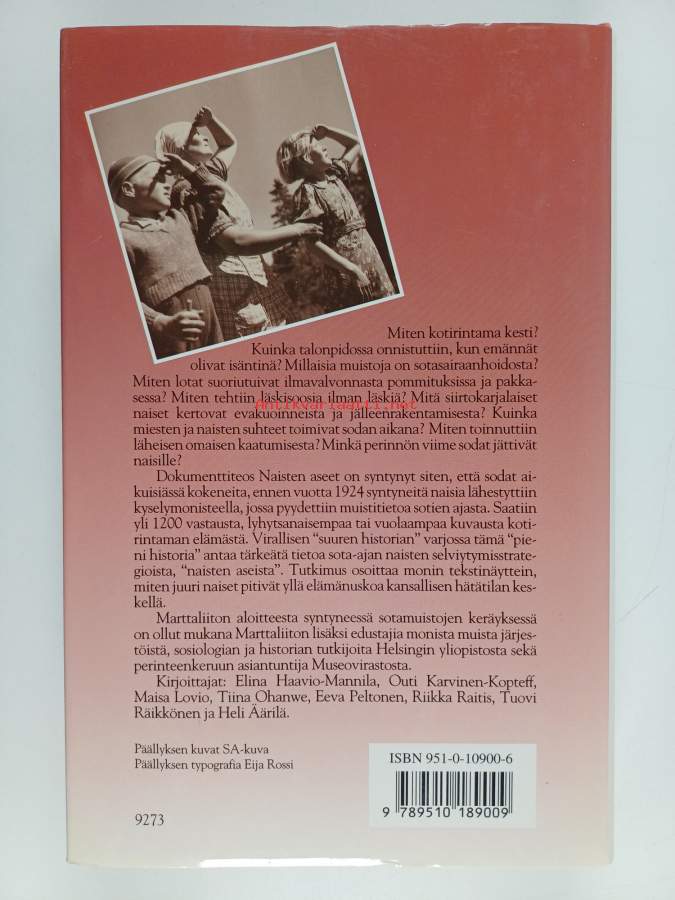 Miten kotirintama kesti?
Kuinka talonpidossa onnistuttiin, kun emännät
olivat isäntinä? Millaisia muistoja on sotasairaanhoidosta?
Miten lotat suoriutuivat ilmavalvonnasta pommituksissa ja pakka-
sessa? Miten tehtiin läskisoosia ilman läskiä? Mitä siirtokarjalaiset
Antikvariaatti.net
naiset kertovat evakuoinneista ja jälleenrakentamisesta? Kuinka
miesten ja naisten suhteet toimivat sodan aikana? Miten toinnuttiin
läheisen omaisen kaatumisesta? Minkä perinnön viime sodat jättivät
naisille?
Dokumenttiteos Naisten aseet on syntynyt siten, että sodat ai-
kuisiässä kokeneita, ennen vuotta 1924 syntyneitä naisia lähestyttiin
kyselymonisteella, jossa pyydettiin muistitietoa sotien ajasta. Saatiin
yli 1200 vastausta, lyhytsanaisempaa tai vuolaampaa kuvausta koti-
rintaman elämästä. Virallisen "suuren historian" varjossa tämä "pie-
ni historia" antaa tärkeätä tietoa sota-ajan naisten selviytymisstrate-
gioista, "naisten aseista". Tutkimus osoittaa monin tekstinäyttein,
miten juuri naiset pitivät yllä elämänuskoa kansallisen hätätilan kes-
kellä.
Marttaliiton aloitteesta syntyneessä sotamuistojen keräyksessä
on ollut mukana Marttaliiton lisäksi edustajia monista muista järjes-
töistä, sosiologian ja historian tutkijoita Helsingin yliopistosta sekä
perinteenkeruun asiantuntija Museovirastosta.
Kirjoittajat: Elina Haavio-Mannila, Outi Karvinen-Kopteff,
Maisa Lovio, Tiina Ohanwe, Eeva Peltonen, Riikka Raitis, Tuovi
Räikkönen ja Heli Äärilä.
Päällyksen kuvat SA-kuva
Päällyksen typografia Eija Rossi
ISBN 951-0-10900-6
9 789510 189009
9273